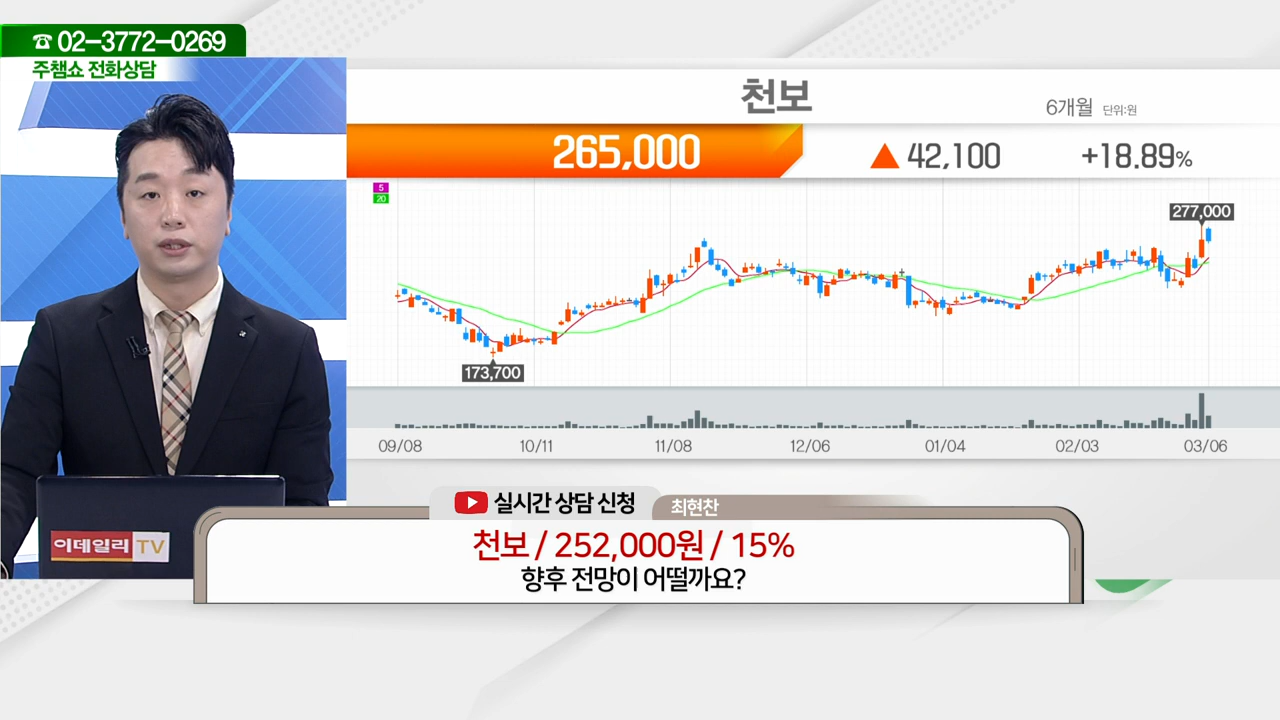 ☎ 02-3772-0269
주챔쇼 전화상담
천보
6개월 단위:원
265,000 ▲ 42,100 +18.89%
5
20
277,000
173,700
09/08 10/11 11/08 12/06 01/04 02/03 03/06
실시간 상담 신청 최현찬
천보 / 252,000원 / 15%
향후 전망이 어떨까요?
이데일리 TV